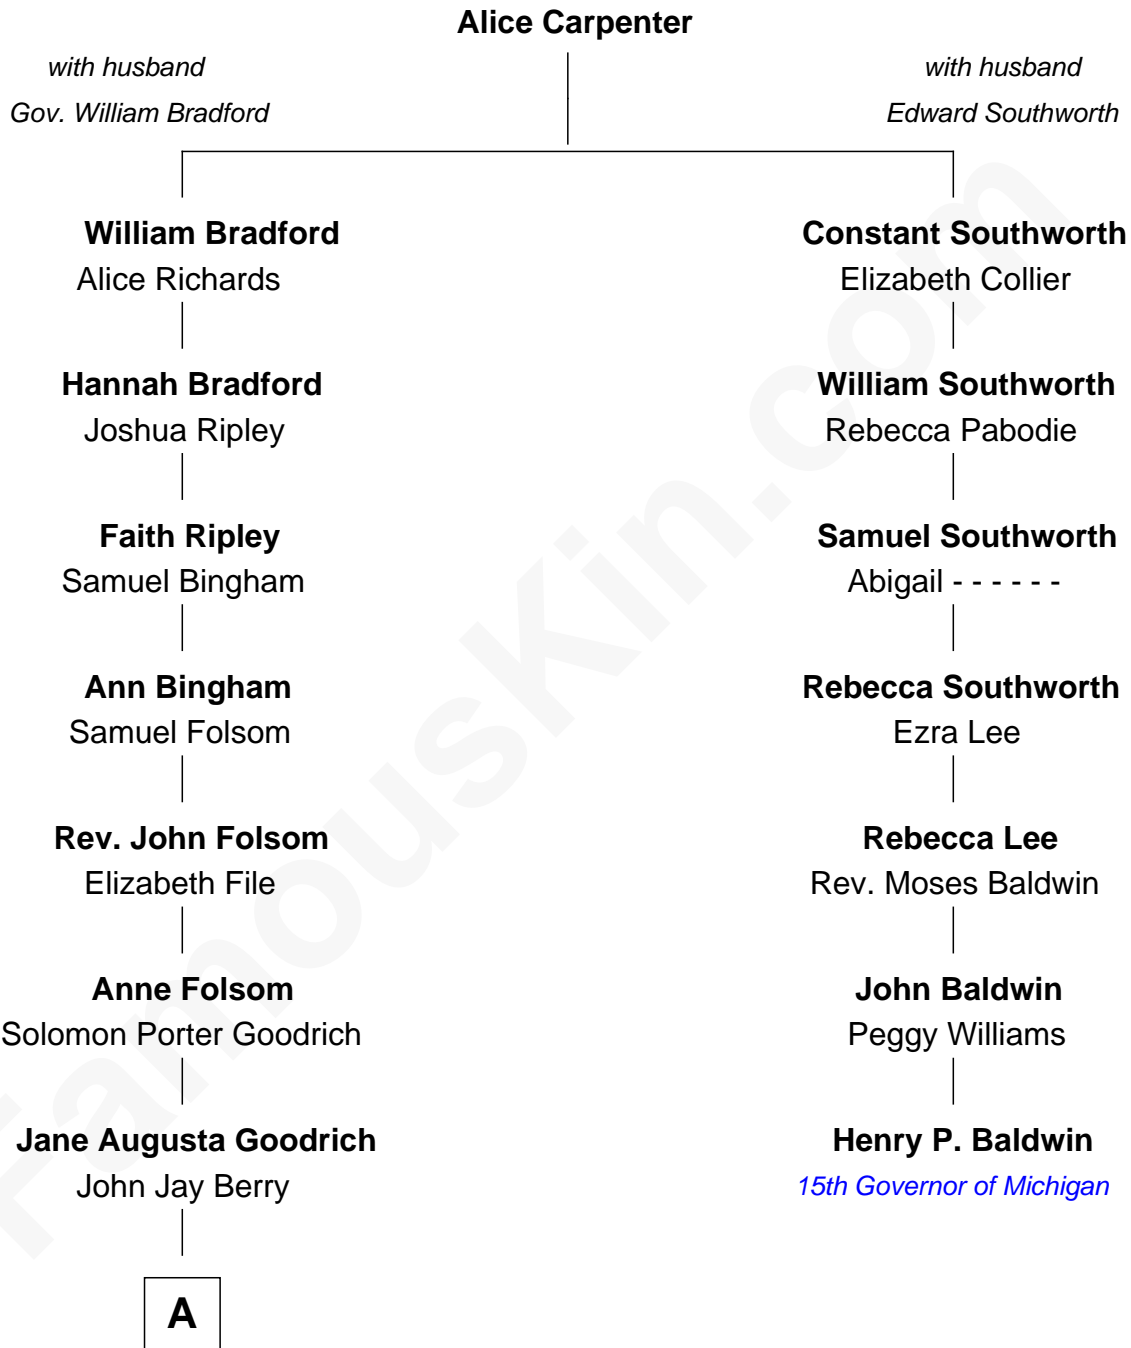 Alice Carpenter
with husband
Gov. William Bradford
with husband
Edward Southworth
William Bradford
Alice Richards
Constant Southworth
Elizabeth Collier
Hannah Bradford
Joshua Ripley
William Southworth
Rebecca Pabodie
Faith Ripley
Samuel Bingham
Samuel Southworth
Abigail - - - - - -
Ann Bingham
Samuel Folsom
Rebecca Southworth
Ezra Lee
Rev. John Folsom
Elizabeth File
Rebecca Lee
Rev. Moses Baldwin
Anne Folsom
Solomon Porter Goodrich
John Baldwin
Peggy Williams
Jane Augusta Goodrich
John Jay Berry
Henry P. Baldwin
15th Governor of Michigan
A
FamousKin.com